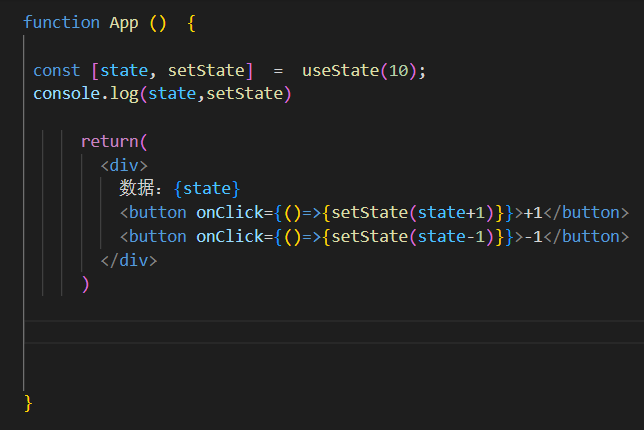 function App () {
const [state, setState] = useState(10);
console.log(state,setState)
return(
<div>
数据：{state}
<button onClick={()=>{setState(state+1)}}>+1</button>
<button onClick={()=>{setState(state-1)}}>-1</button>
</div>
)
}